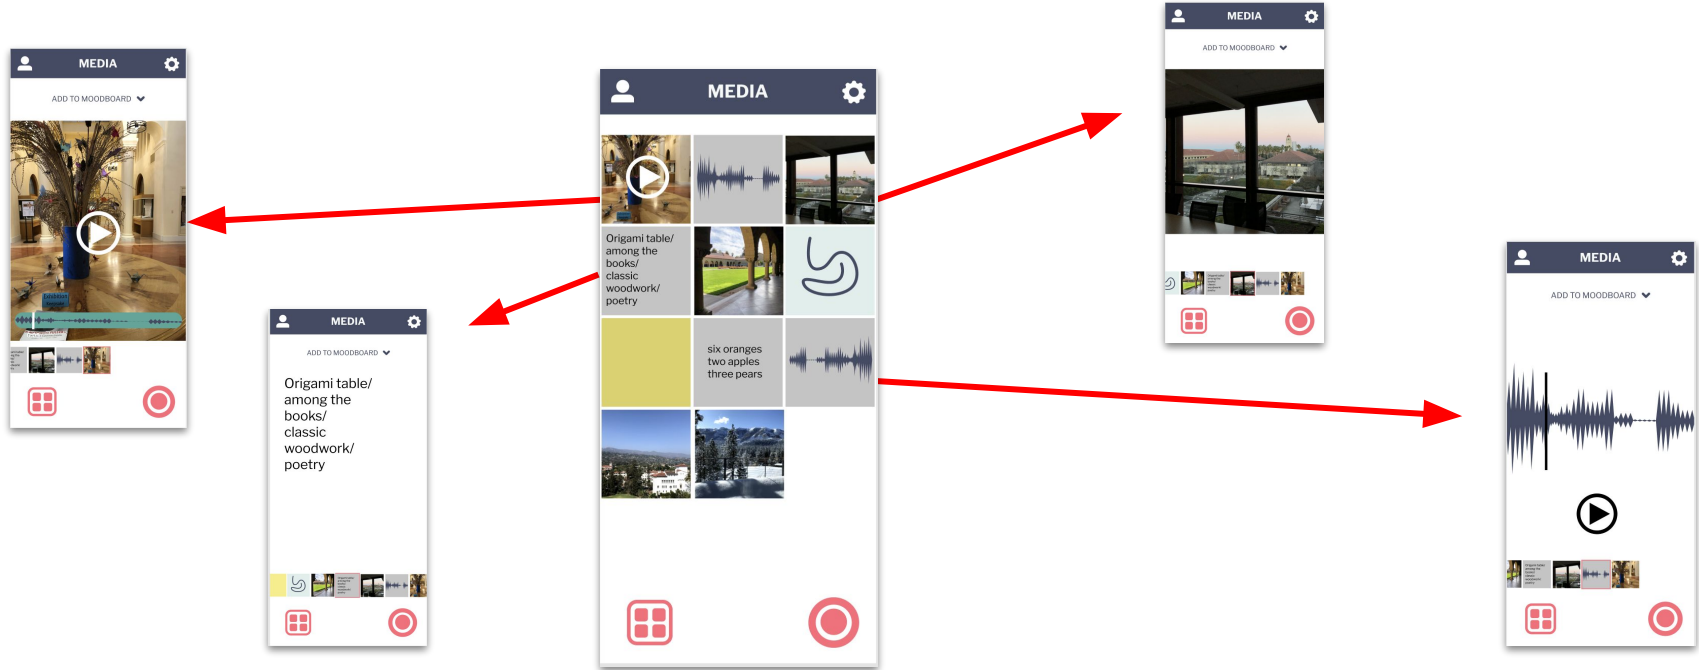 MEDIA
ADD TO MOODBOARD
Exhibition
MEDIA
ADD TO MOODBOARD
Origami table/
among the
books/
classic
woodwork/
poetry
MEDIA
Origami table/
among the
books/
classic
woodwork/
poetry
six oranges
two apples
three pears
MEDIA
ADD TO MOODBOARD
MEDIA
ADD TO MOODBOARD